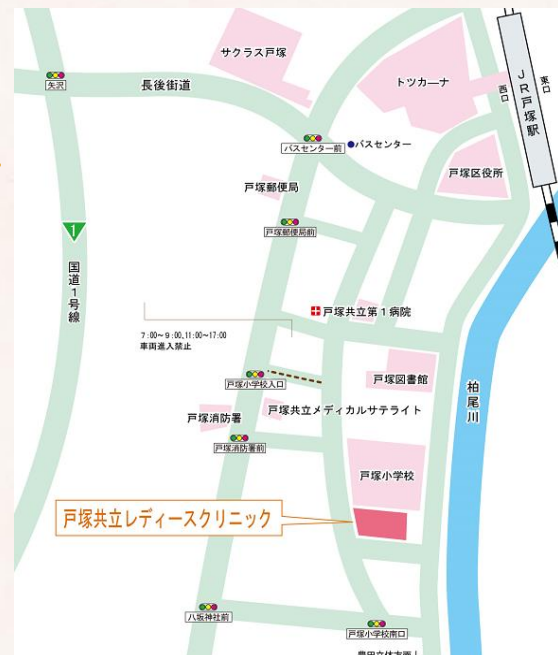 サクラス戸塚
トツカーナ
JR戸塚駅
東口
西口
矢沢
長後街道
バスセンター前
バスセンター
戸塚区役所
戸塚郵便局
戸塚郵便局前
1
国道1号線
戸塚共立第1病院
7:00~9:00,11:00~17:00
車両進入禁止
戸塚小学校入口
戸塚図書館
柏尾川
戸塚共立メディカルサテライト
戸塚消防署
戸塚消防署前
戸塚小学校
戸塚共立レディースクリニック
八坂神社前
戸塚小学校南口